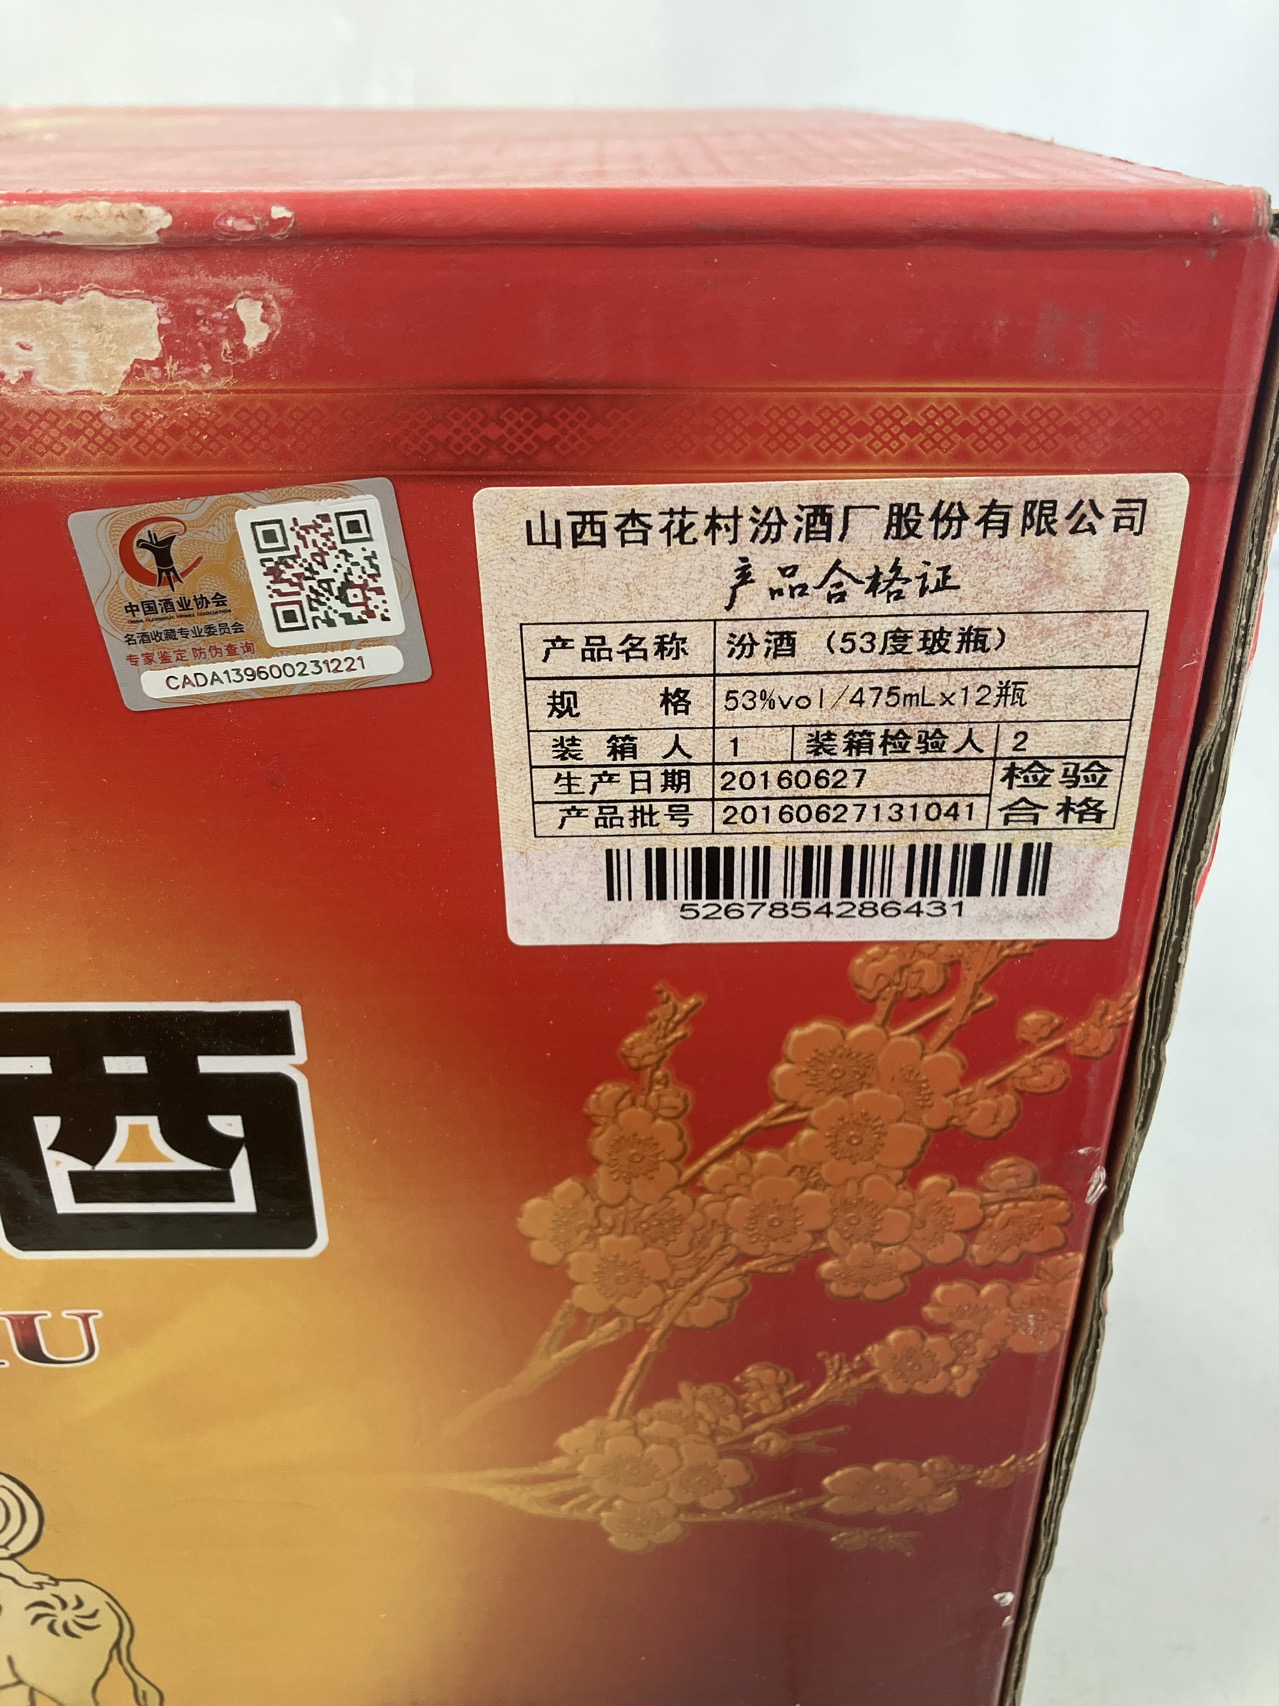 中国酒业协会
CHINA ALCOHOLIC DRINKS ASSOCIATION
名酒收藏专业委员会
专家鉴定 防伪查询
CADA139600231221
山西杏花村汾酒厂股份有限公司
产品合格证
产品名称 汾酒（53度玻瓶）
规 格 53%vol/475mLx12瓶
装 箱 人 1 装箱检验人 2
生产日期 20160627 检验
产品批号 20160627131041 合格
5267854286431